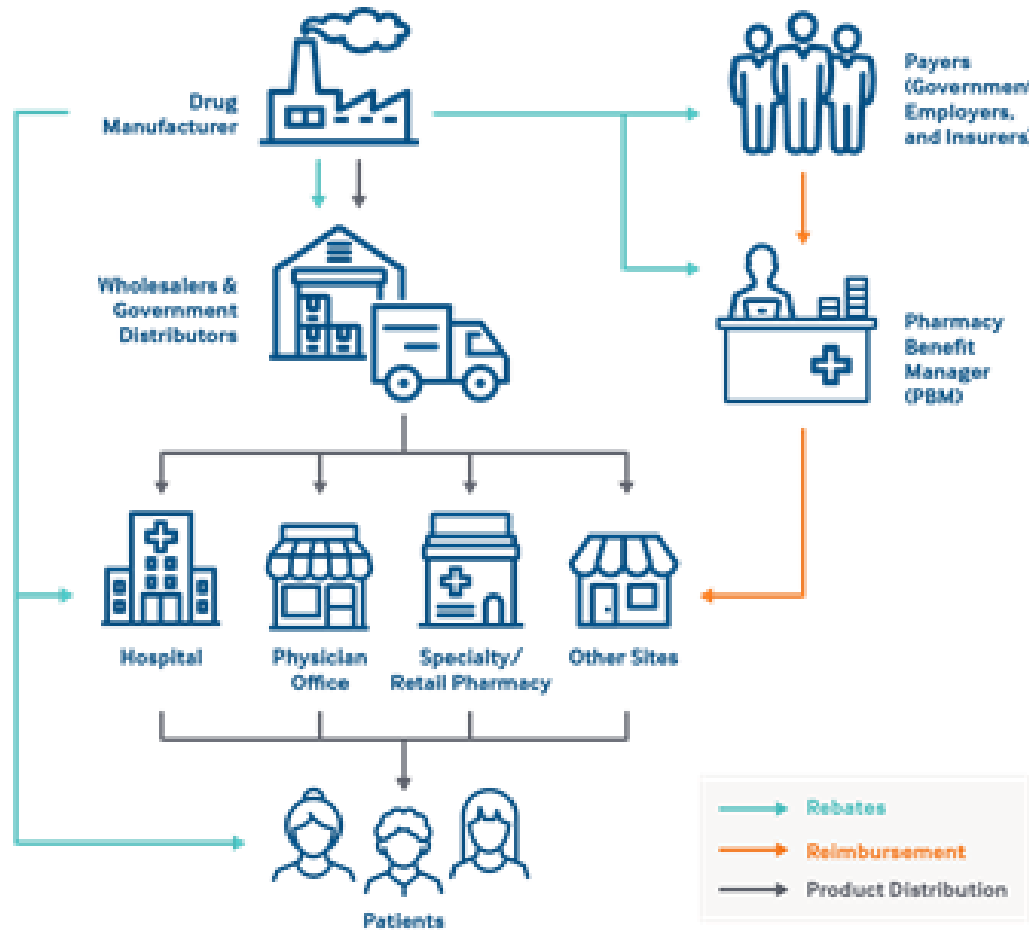 Drug
Manufacturer
Payers
(Government
Employers,
and Insurers)
Wholesalers &
Government
Distributors
Pharmacy
Benefit
Manager
(PBM)
Hospital
Physician
Office
Specialty/
Retail Pharmacy
Other Sites
Patients
Rebates
Reimbursement
Product Distribution